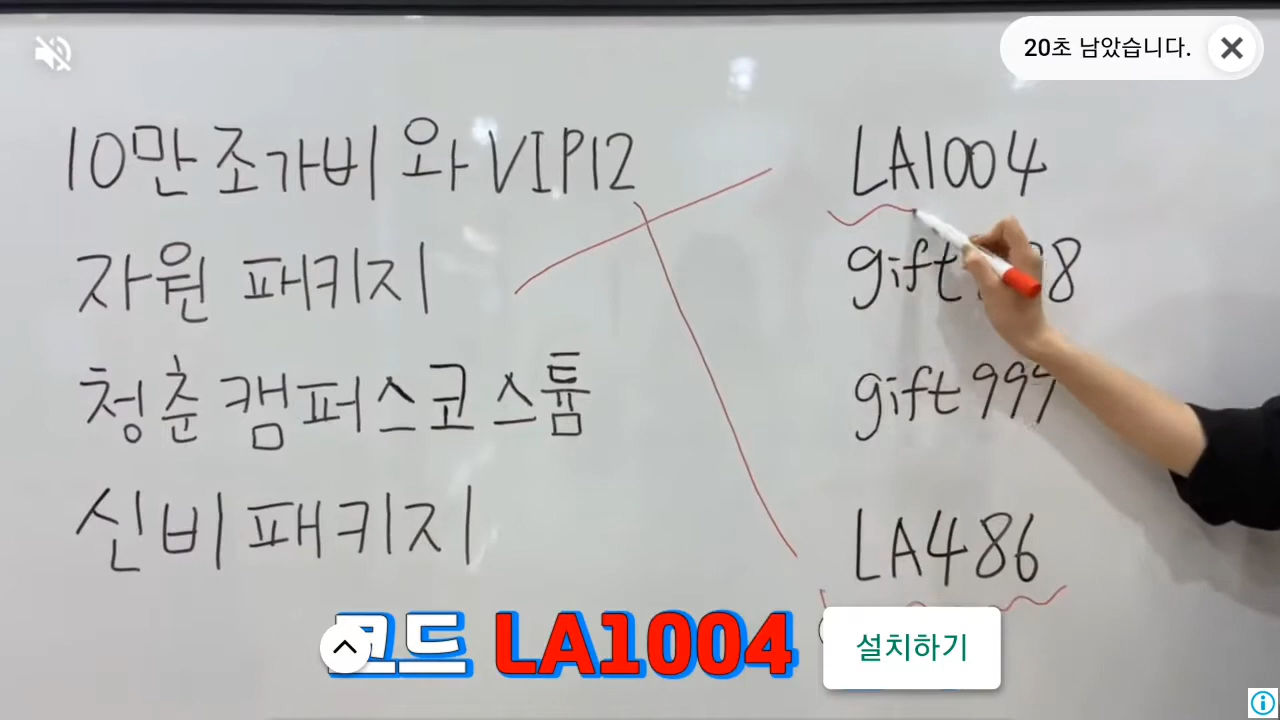 20초 남았습니다.
10만 조가비 와 VIP12
LA1004
자원 패키지
gift
8
청춘 캠퍼스 코스튬
gift999
신비 패키지
LA486
코드 LA1004
설치하기